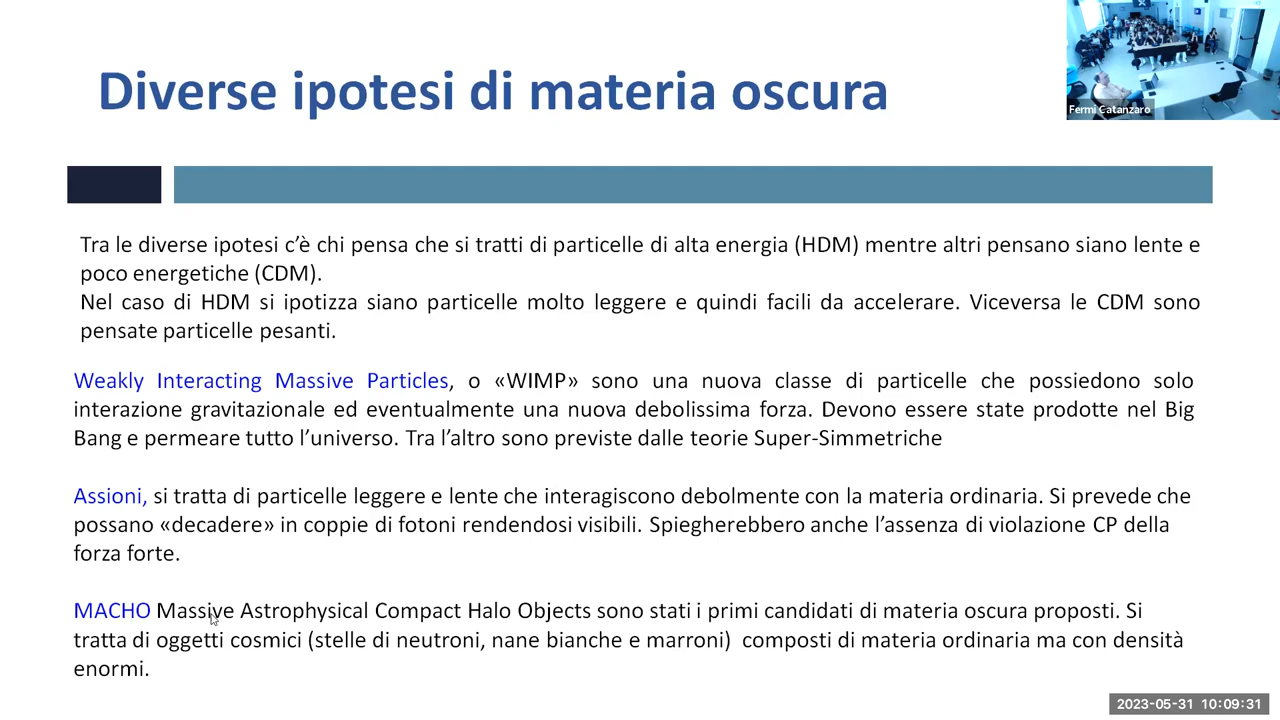 Diverse ipotesi di materia oscura
Fermi Catanzaro
Tra le diverse ipotesi c’è chi pensa che si tratti di particelle di alta energia (HDM) mentre altri pensano siano lente e
poco energetiche (CDM).
Nel caso di HDM si ipotizza siano particelle molto leggere e quindi facili da accelerare. Viceversa le CDM sono
pensate particelle pesanti.
Weakly Interacting Massive Particles, o «WIMP» sono una nuova classe di particelle che possiedono solo
interazione gravitazionale ed eventualmente una nuova debolissima forza. Devono essere state prodotte nel Big
Bang e permeare tutto l’universo. Tra l’altro sono previste dalle teorie Super-Simmetriche
Assioni, si tratta di particelle leggere e lente che interagiscono debolmente con la materia ordinaria. Si prevede che
possano «decadere» in coppie di fotoni rendendosi visibili. Spiegherebbero anche l’assenza di violazione CP della
forza forte.
MACHO Massive Astrophysical Compact Halo Objects sono stati i primi candidati di materia oscura proposti. Si
tratta di oggetti cosmici (stelle di neutroni, nane bianche e marroni) composti di materia ordinaria ma con densità
enormi.
2023-05-31 10:09:31